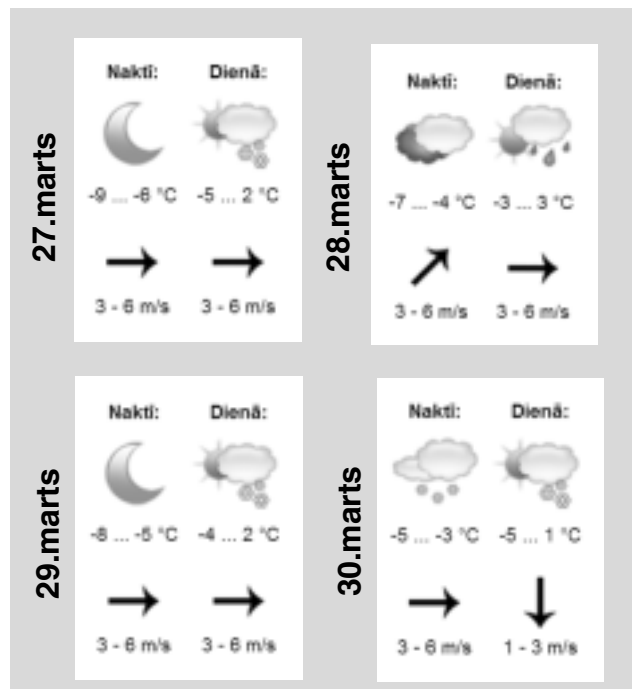 27.marts
Naktī: Dienā:
-9 ... -6 °C -5 ... 2 °C
3 - 6 m/s 3 - 6 m/s
28.marts
Naktī: Dienā:
-7 ... -4 °C -3 ... 3 °C
3 - 6 m/s 3 - 6 m/s
29.marts
Naktī: Dienā:
-8 ... -5 °C -4 ... 2 °C
3 - 6 m/s 3 - 6 m/s
30.marts
Naktī: Dienā:
-5 ... -3 °C -5 ... 1 °C
3 - 6 m/s 1 - 3 m/s